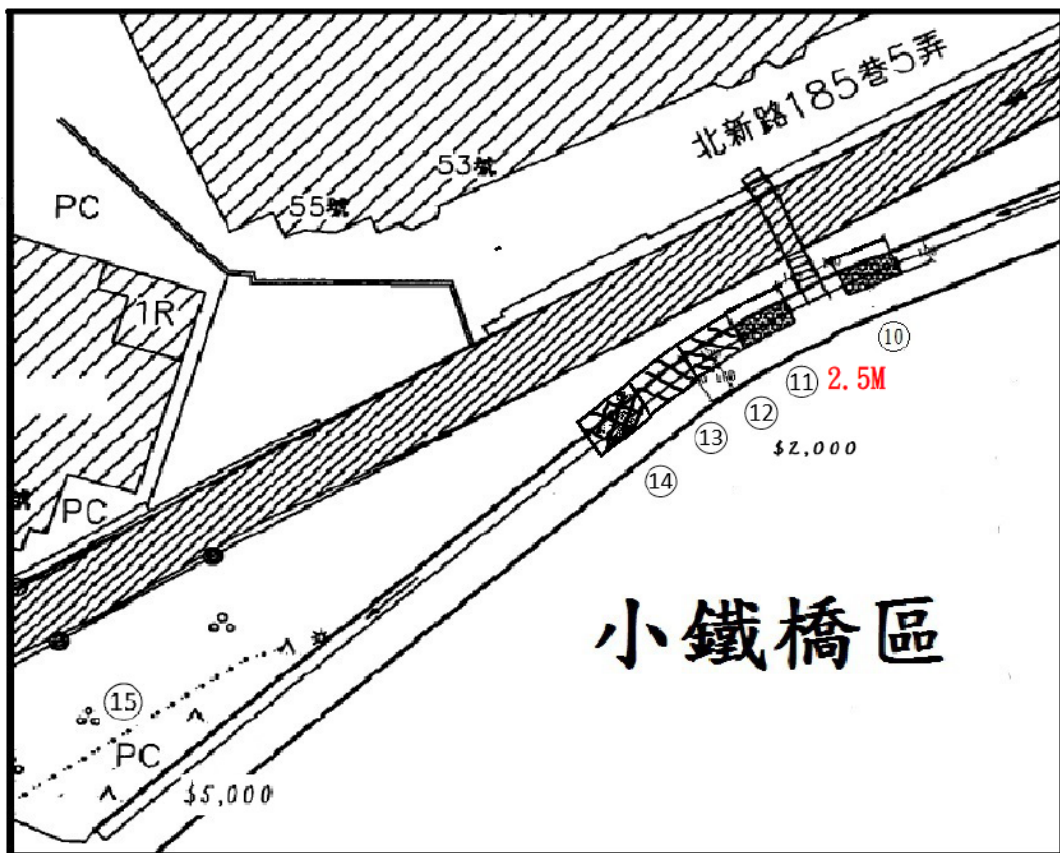 北新路185巷5弄
53號
55號
PC
1R
⑩
⑪ 2.5M
⑫
⑬
$2,000
⑭
PC
小鐵橋區
⑮
PC
$5,000